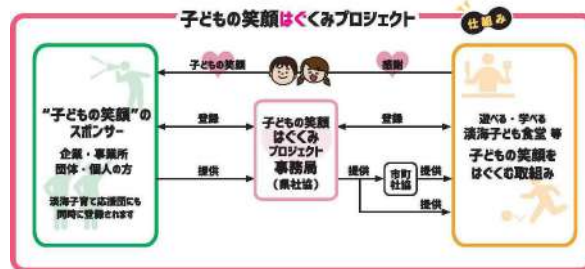 子どもの笑顔はぐくみプロジェクト
仕組み
子どもの笑顔
感謝
“子どもの笑顔”の
スポンサー
企業・事業所
団体・個人の方
淡海子育て応援団にも
同時に登録されます
登録
提供
子どもの笑顔
はぐくみ
プロジェクト
事務局
(県社協)
登録
提供
市町
社協
提供
提供
遊べる・学べる
淡海子ども食堂 等
子どもの笑顔を
はぐくむ取組み